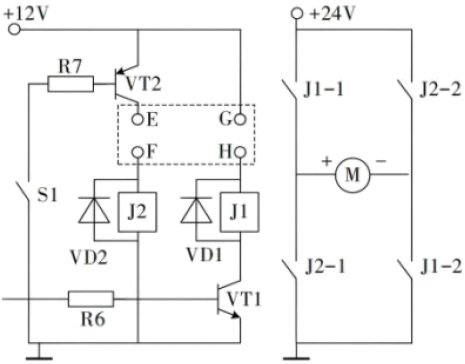 +12V
+24V
R7
VT2
J1-1
J2-2
E
G
F
H
+
M
−
S1
J2
J1
VD2
VD1
J2-1
J1-2
VT1
R6